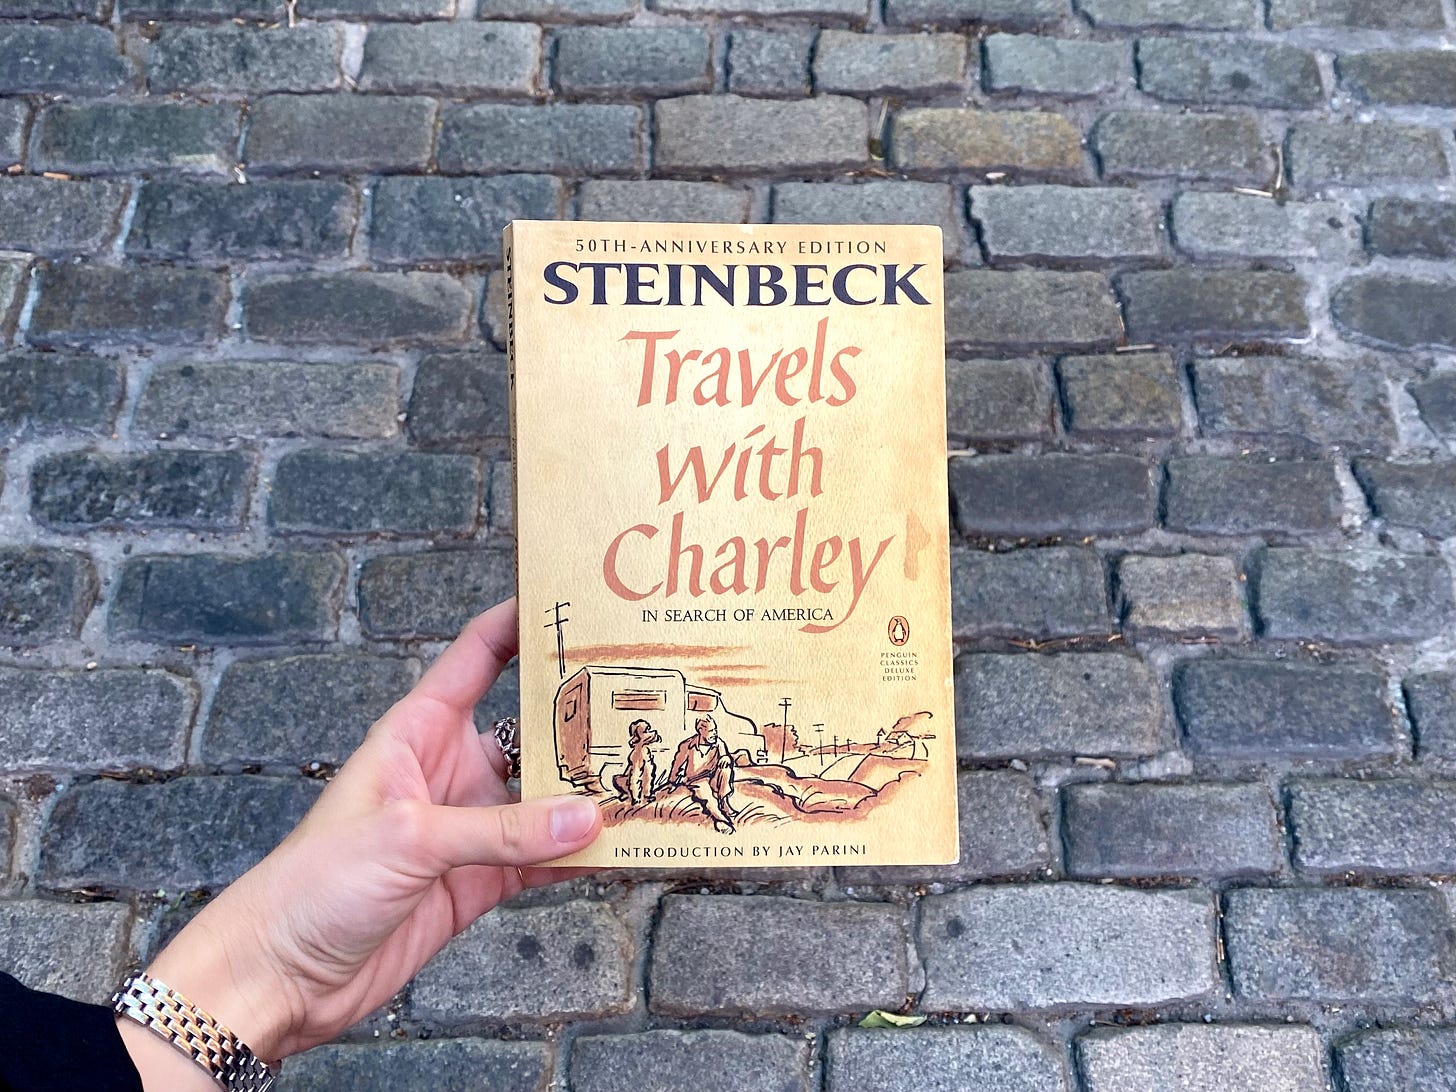 50TH-ANNIVERSARY EDITION
STEINBECK
Travels
with
Charley
IN SEARCH OF AMERICA
PENGUIN
CLASSICS
DELUXE
EDITION
INTRODUCTION BY JAY PARINI
STEINBECK